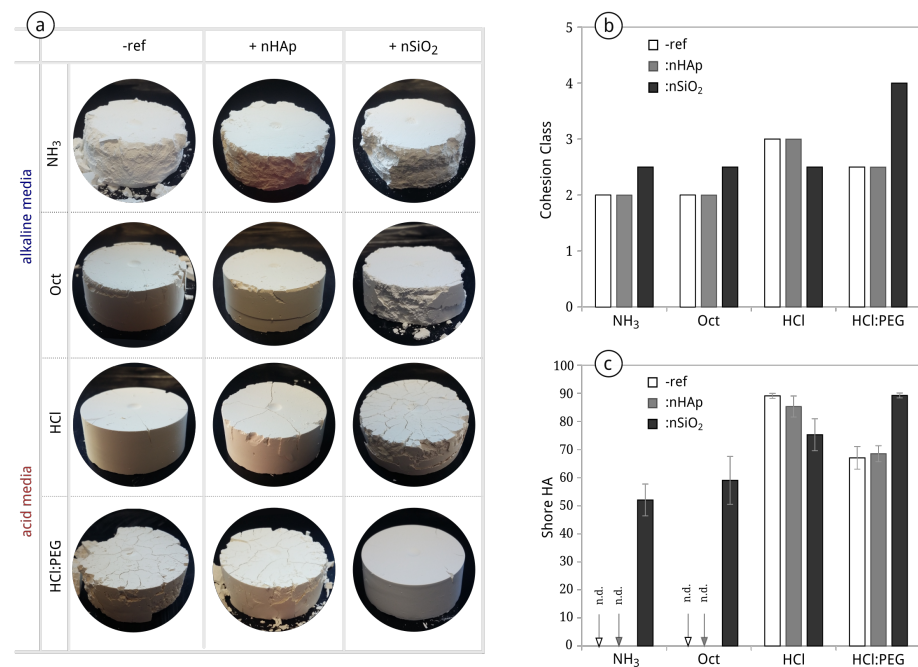 a
-ref
+ nHAp
+ nSiO2
alkaline media
NH3
Oct
acid media
HCl
HCl:PEG
b
Cohesion Class
5
4
3
2
1
0
-ref
:nHAp
:nSiO2
NH3
Oct
HCl
HCl:PEG
c
Shore HA
100
90
80
70
60
50
40
30
20
10
0
-ref
:nHAp
:nSiO2
n.d.
n.d.
n.d.
n.d.
NH3
Oct
HCl
HCl:PEG